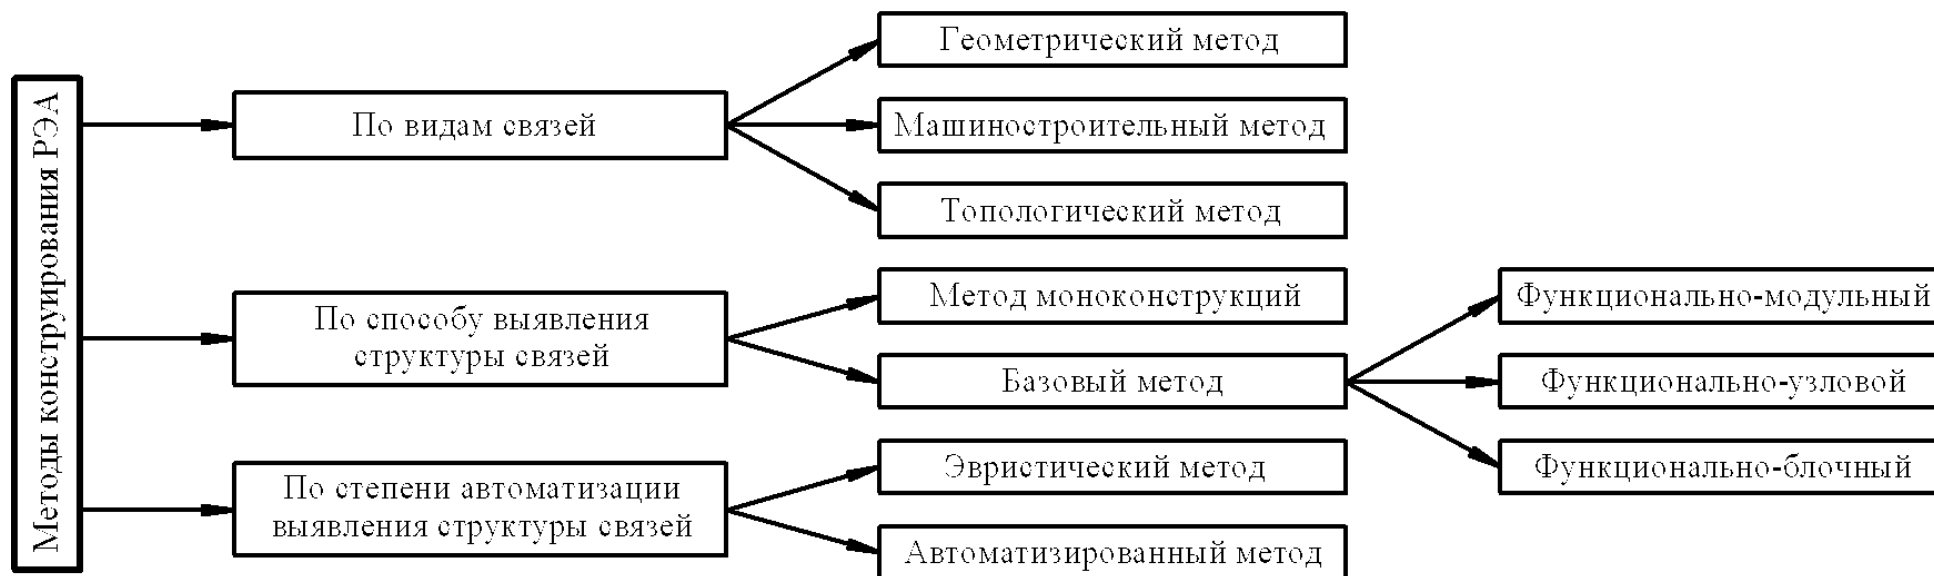 Методы конструирования РЭА
По видам связей
Геометрический метод
Машиностроительный метод
Топологический метод
По способу выявления
структуры связей
Метод моноконструкций
Базовый метод
Функционально-модульный
Функционально-узловой
Функционально-блочный
По степени автоматизации
выявления структуры связей
Эвристический метод
Автоматизированный метод